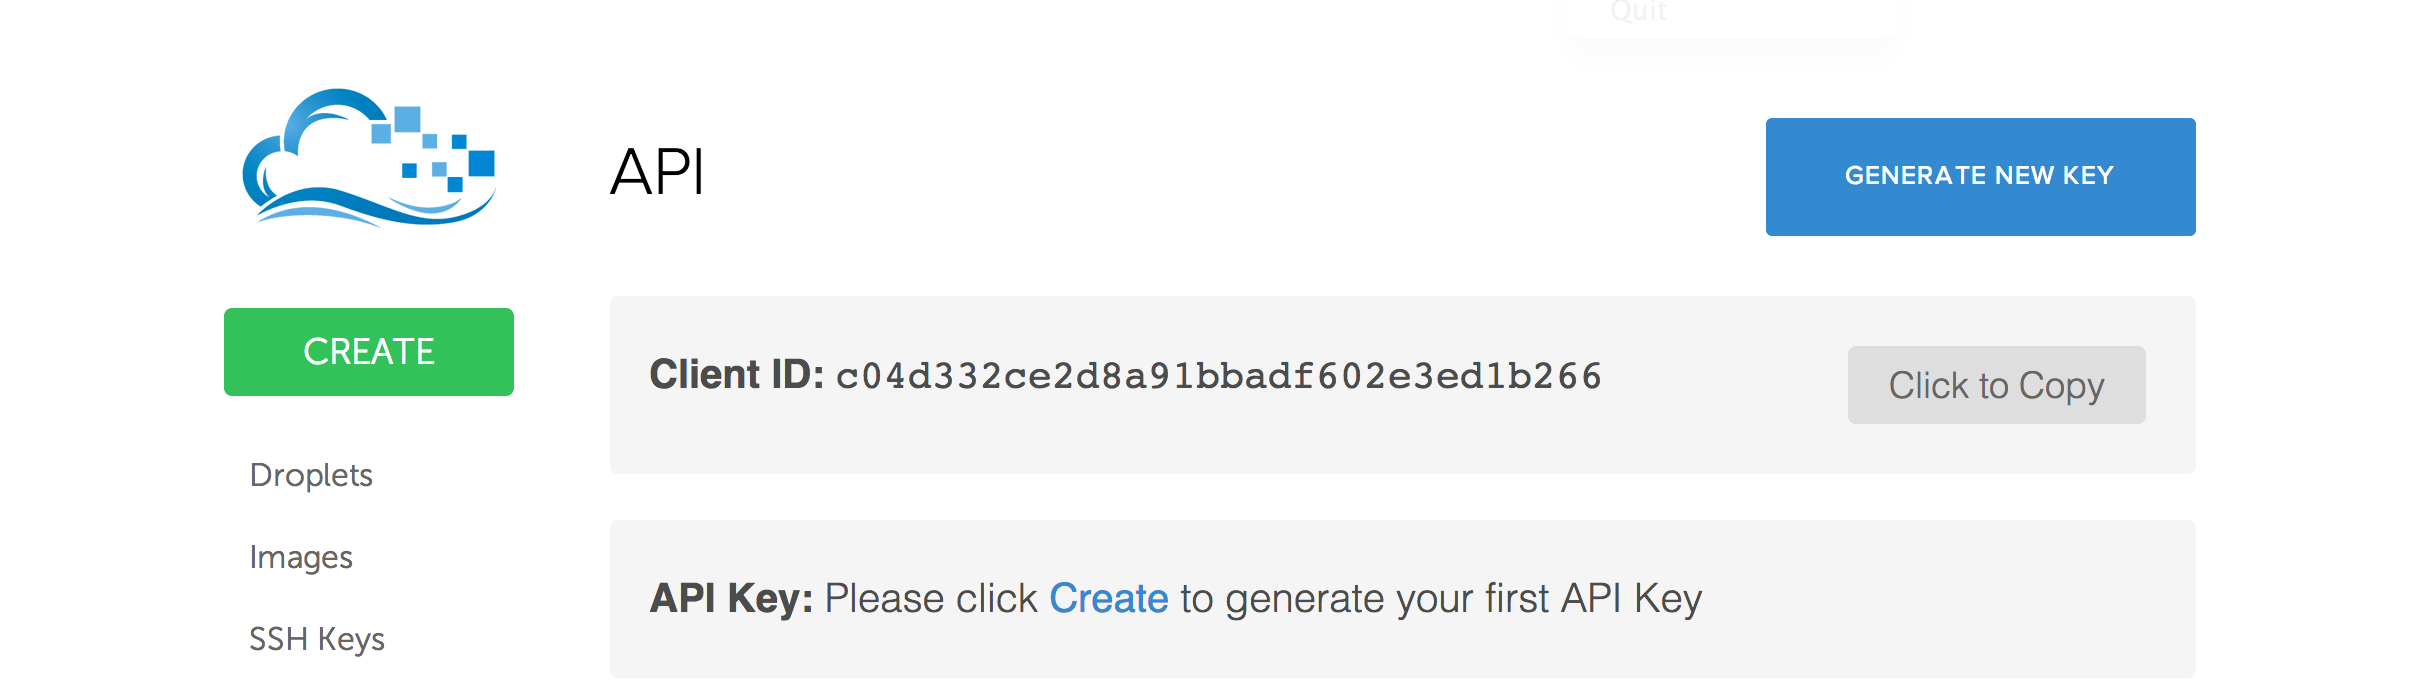 Quit
API
GENERATE NEW KEY
CREATE
Client ID: c04d332ce2d8a91bbadf602e3ed1b266
Click to Copy
Droplets
Images
API Key: Please click Create to generate your first API Key
SSH Keys